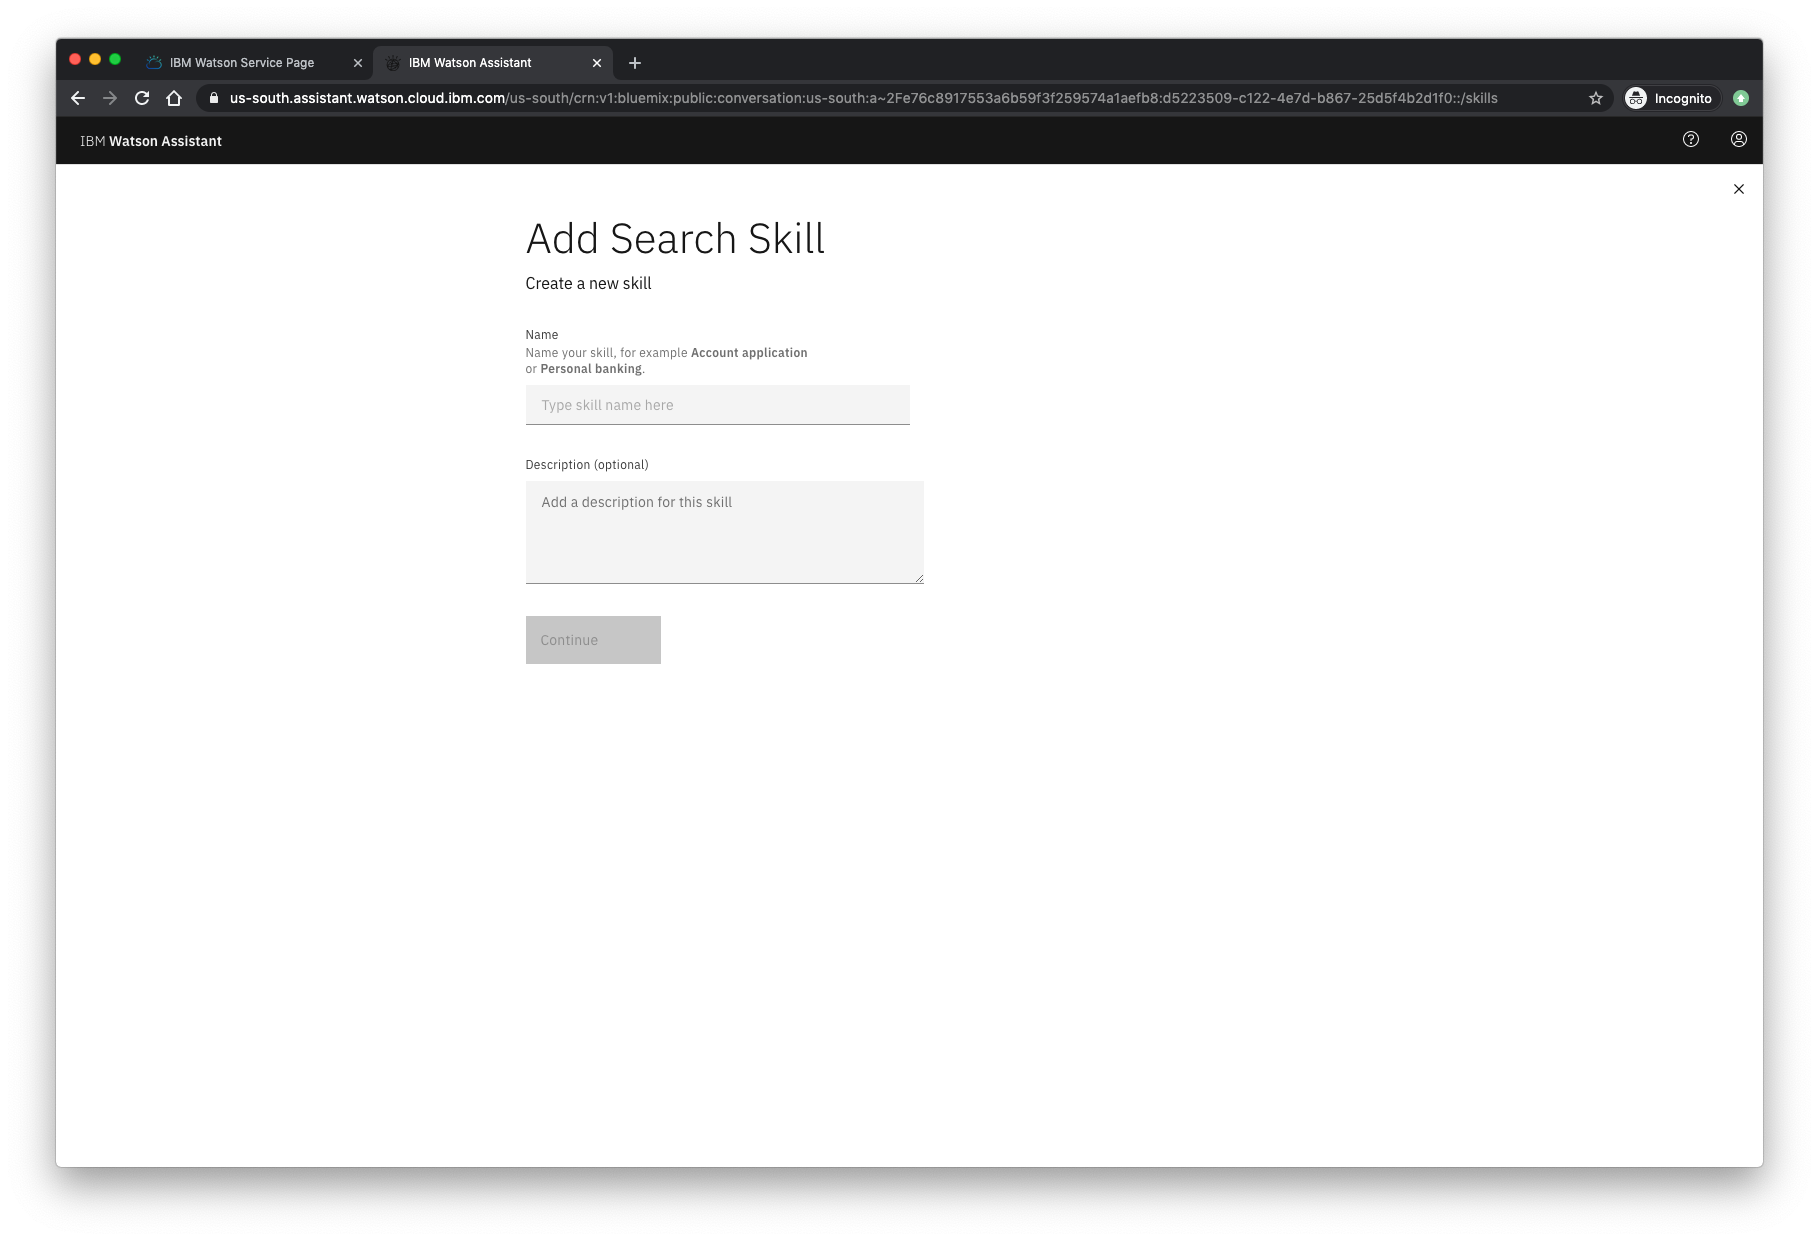 IBM Watson Service Page
IBM Watson Assistant
us-south.assistant.watson.cloud.ibm.com/us-south/crn:v1:bluemix:public:conversation:us-south:a~2Fe76c8917553a6b59f3f259574a1aefb8:d5223509-c122-4e7d-b867-25d5f4b2d1f0::/skills
Incognito
IBM Watson Assistant
Add Search Skill
Create a new skill
Name
Name your skill, for example Account application
or Personal banking.
Type skill name here
Description (optional)
Add a description for this skill
Continue